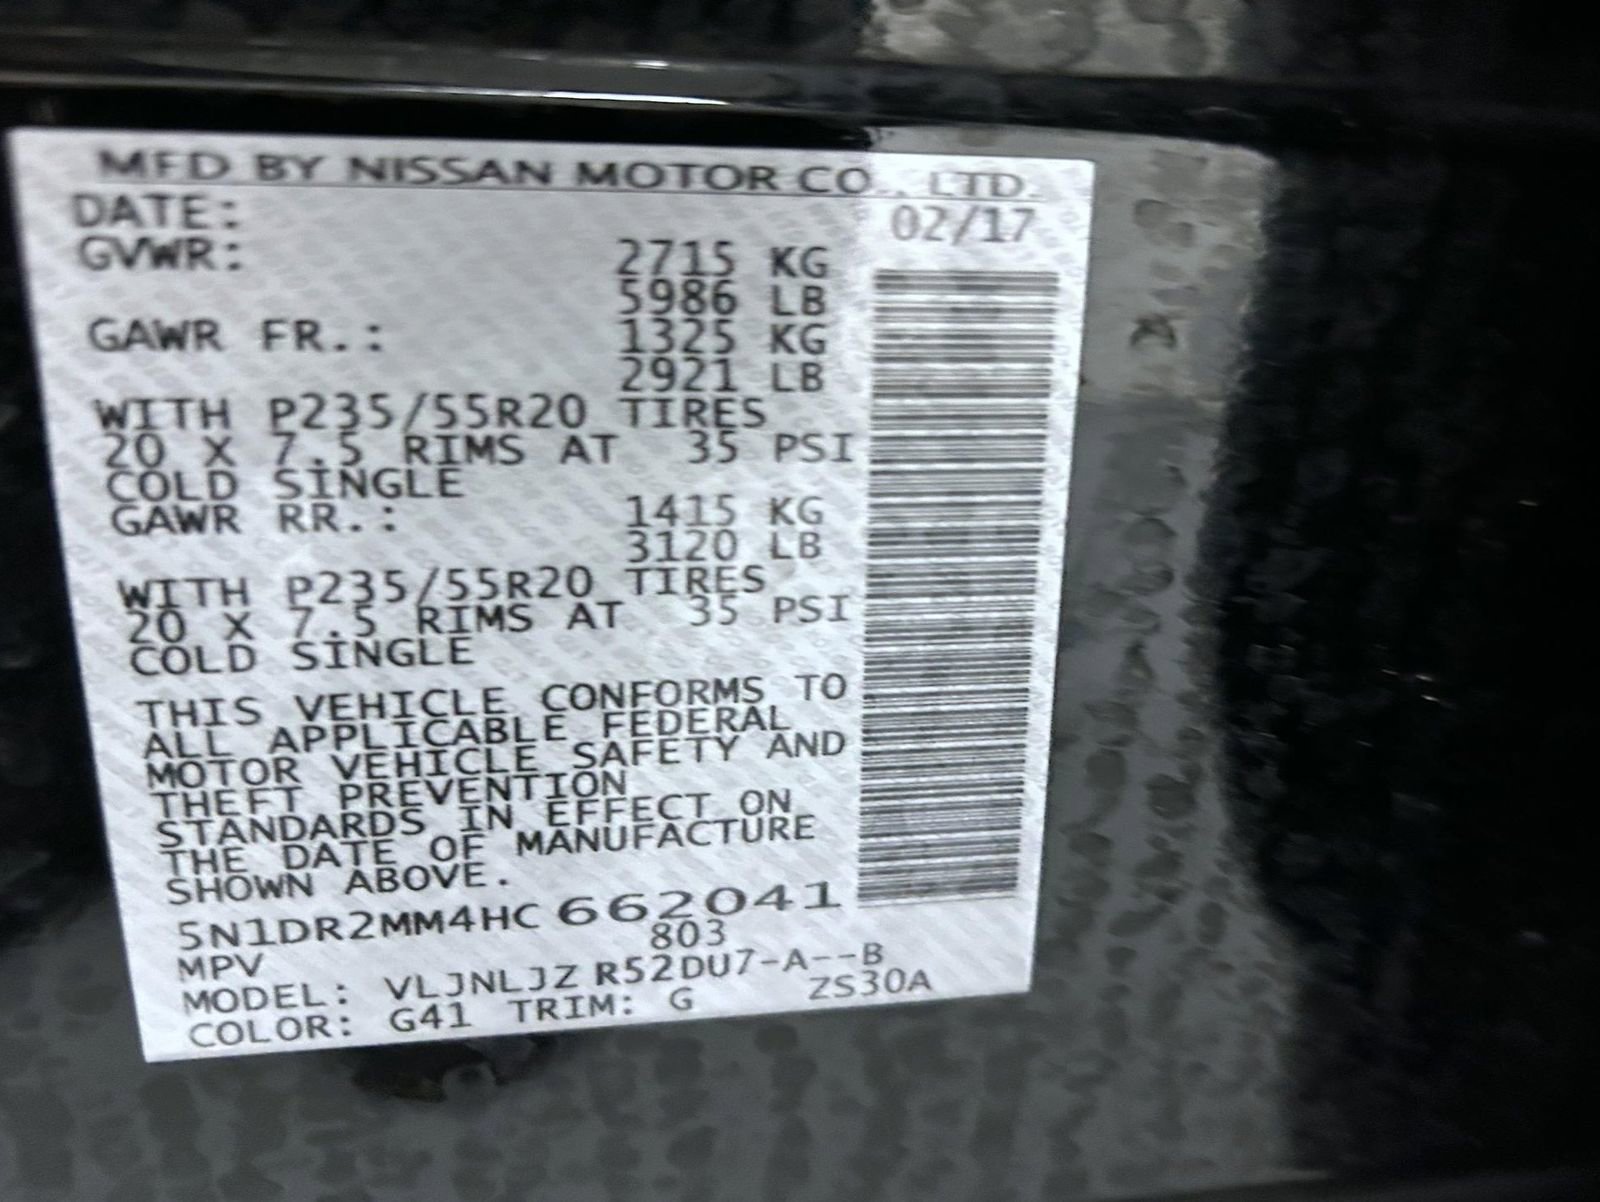 MFD BY NISSAN MOTOR CO., LTD.
DATE: 02/17
GVWR: 2715 KG
5986 LB
GAWR FR.: 1325 KG
2921 LB
WITH P235/55R20 TIRES
20 X 7.5 RIMS AT 35 PSI
COLD SINGLE
GAWR RR.: 1415 KG
3120 LB
WITH P235/55R20 TIRES
20 X 7.5 RIMS AT 35 PSI
COLD SINGLE
THIS VEHICLE CONFORMS TO
ALL APPLICABLE FEDERAL
MOTOR VEHICLE SAFETY AND
THEFT PREVENTION
STANDARDS IN EFFECT ON
THE DATE OF MANUFACTURE
SHOWN ABOVE.
5N1DR2MM4HC662041
803
MPV
MODEL: VLJNLJZ R52DU7-A--B
COLOR: G41 TRIM: G ZS30A